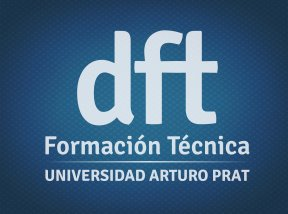 dft
Formación Técnica
UNIVERSIDAD ARTURO PRAT